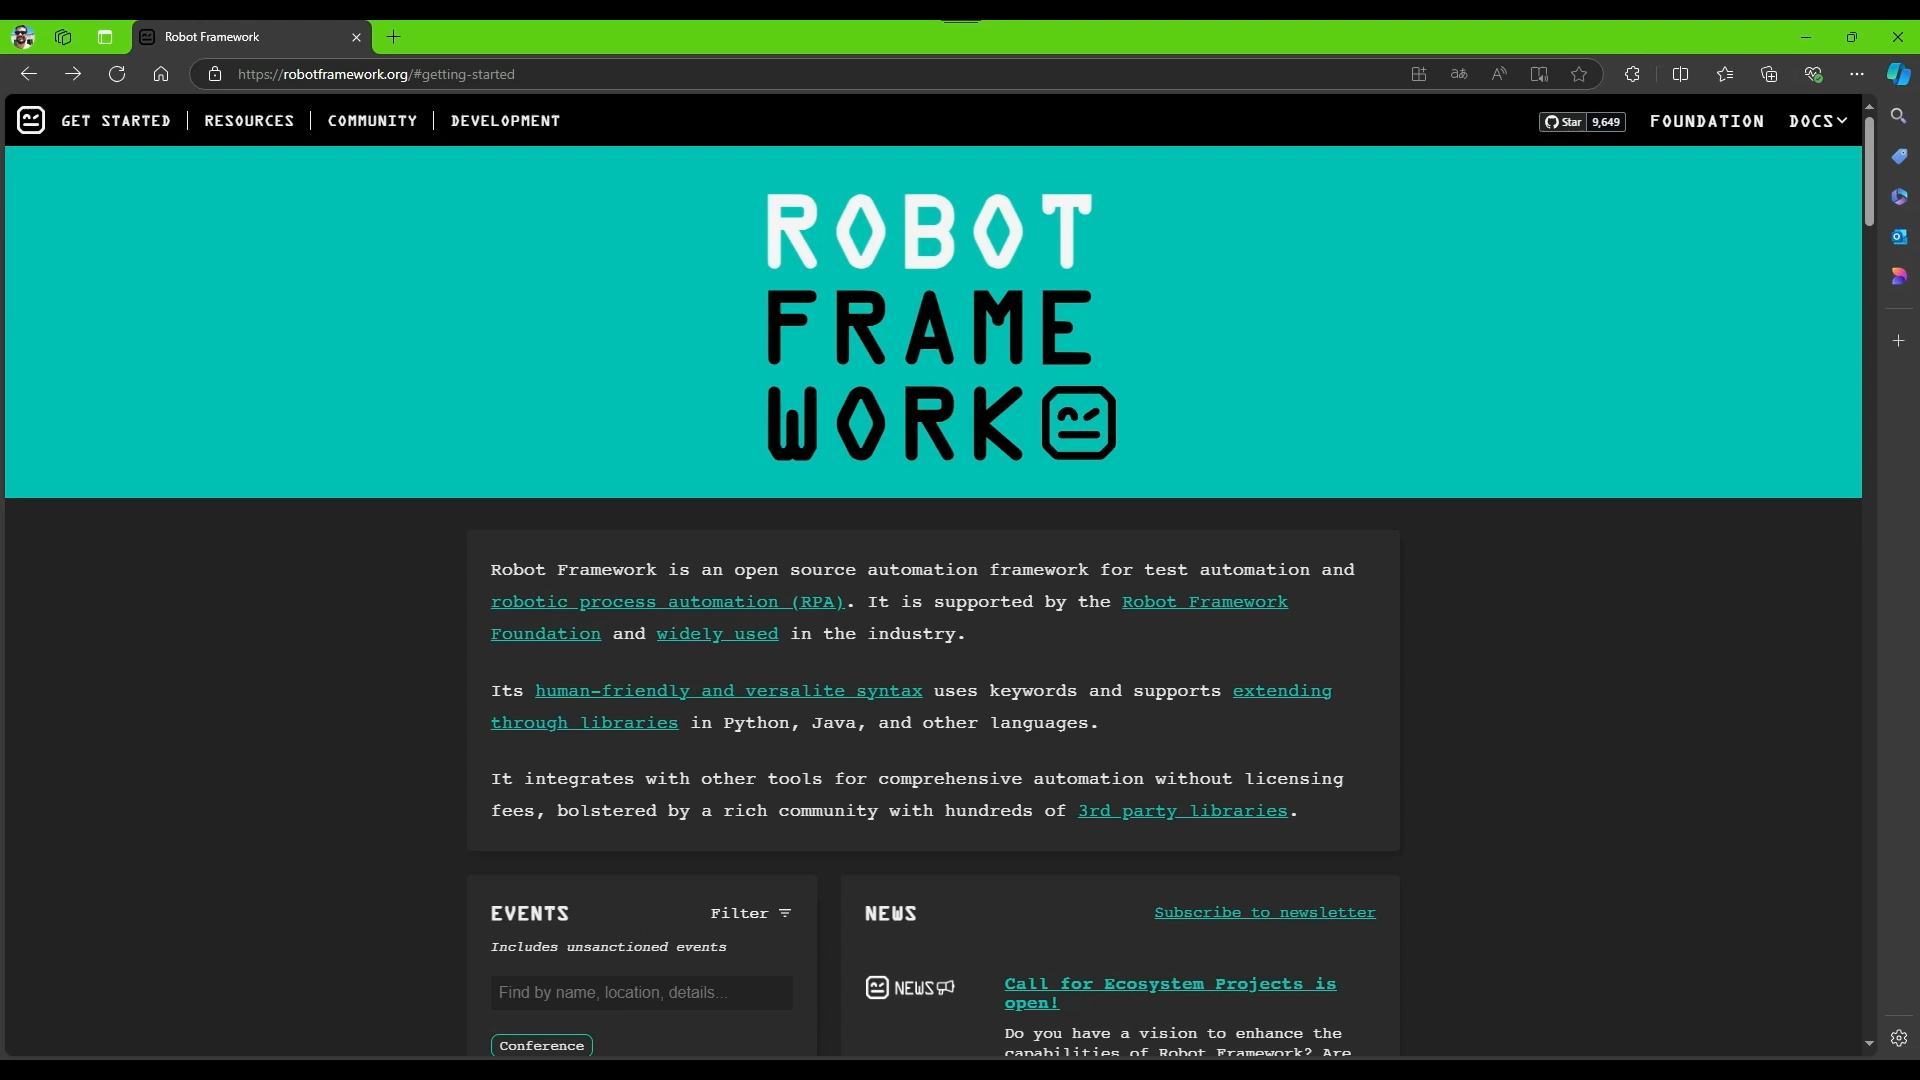 Robot Framework
https://robotframework.org/#getting-started
GET STARTED
RESOURCES
COMMUNITY
DEVELOPMENT
Star 9,649
FOUNDATION
DOCS
ROBOT
FRAME
WORK
Robot Framework is an open source automation framework for test automation and
robotic process automation (RPA). It is supported by the Robot Framework
Foundation and widely used in the industry.
Its human-friendly and versalite syntax uses keywords and supports extending
through libraries in Python, Java, and other languages.
It integrates with other tools for comprehensive automation without licensing
fees, bolstered by a rich community with hundreds of 3rd party libraries.
EVENTS
Filter
Includes unsanctioned events
Find by name, location, details...
Conference
NEWS
Subscribe to newsletter
NEWS
Call for Ecosystem Projects is
open!
Do you have a vision to enhance the
capabilities of Robot Framework? Are